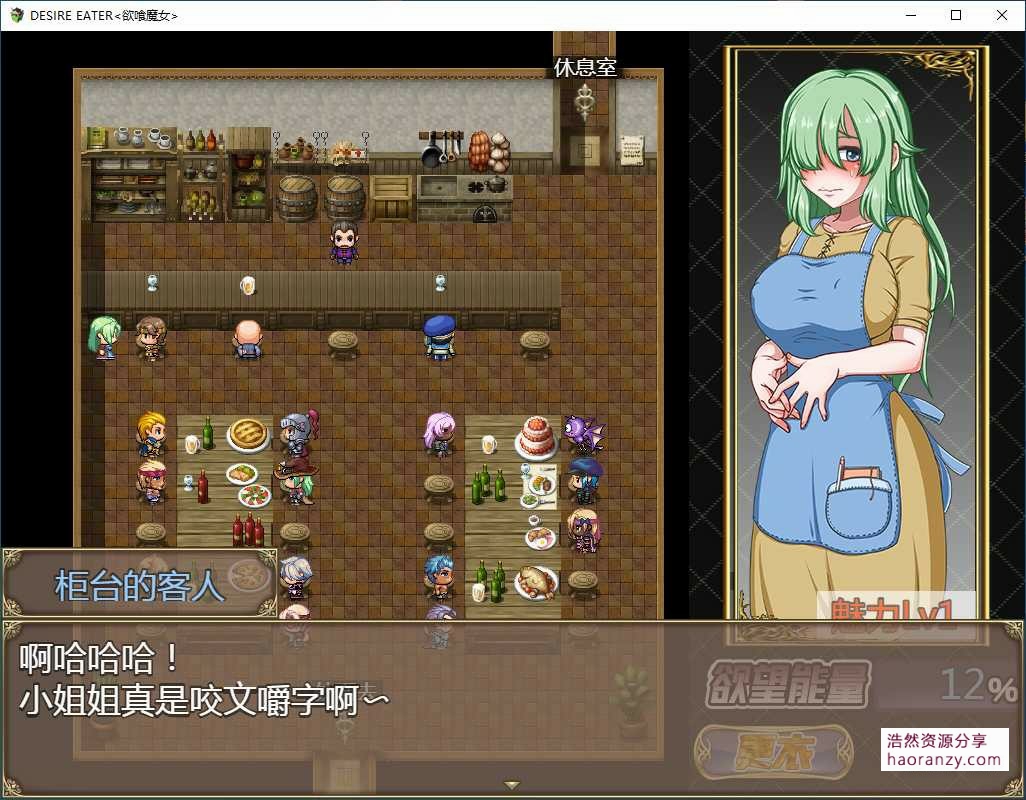 DESIRE EATER<欲喰魔女>
休息室
魅力Lv1
柜台的客人
啊哈哈哈！
小姐姐真是咬文嚼字啊～
欲望能量
12%
更衣
浩然资源分享
haoranzy.com